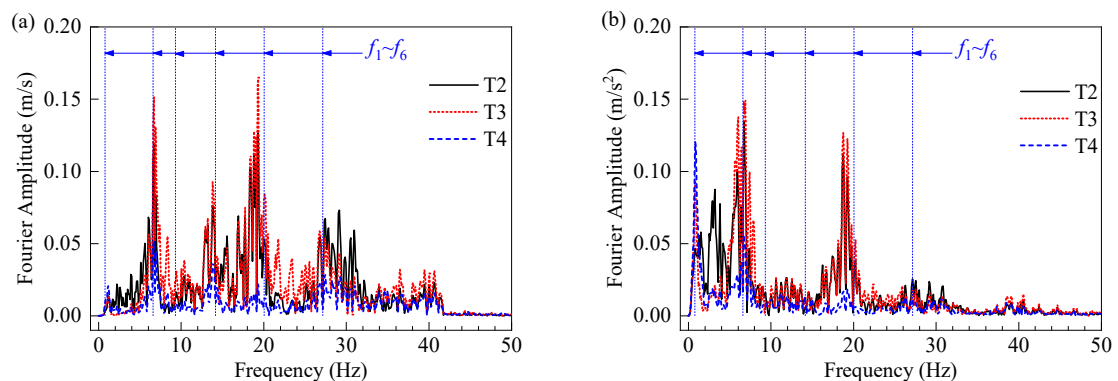 (a)
0.20
0.15
0.10
0.05
0.00
Fourier Amplitude (m/s)
f₁~f₆
T2
T3
T4
0 10 20 30 40 50
Frequency (Hz)
(b)
0.20
0.15
0.10
0.05
0.00
Fourier Amplitude (m/s²)
f₁~f₆
T2
T3
T4
0 10 20 30 40 50
Frequency (Hz)